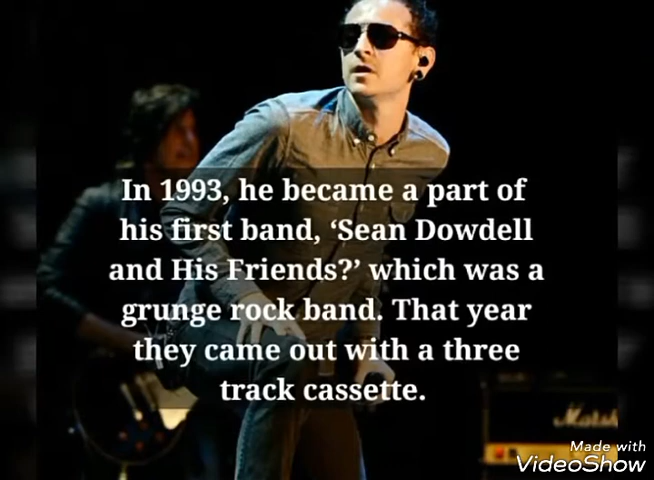 In 1993, he became a part of
his first band, ‘Sean Dowdell
and His Friends?’ which was a
grunge rock band. That year
they came out with a three
track cassette.
Marsh
Made with
VideoShow